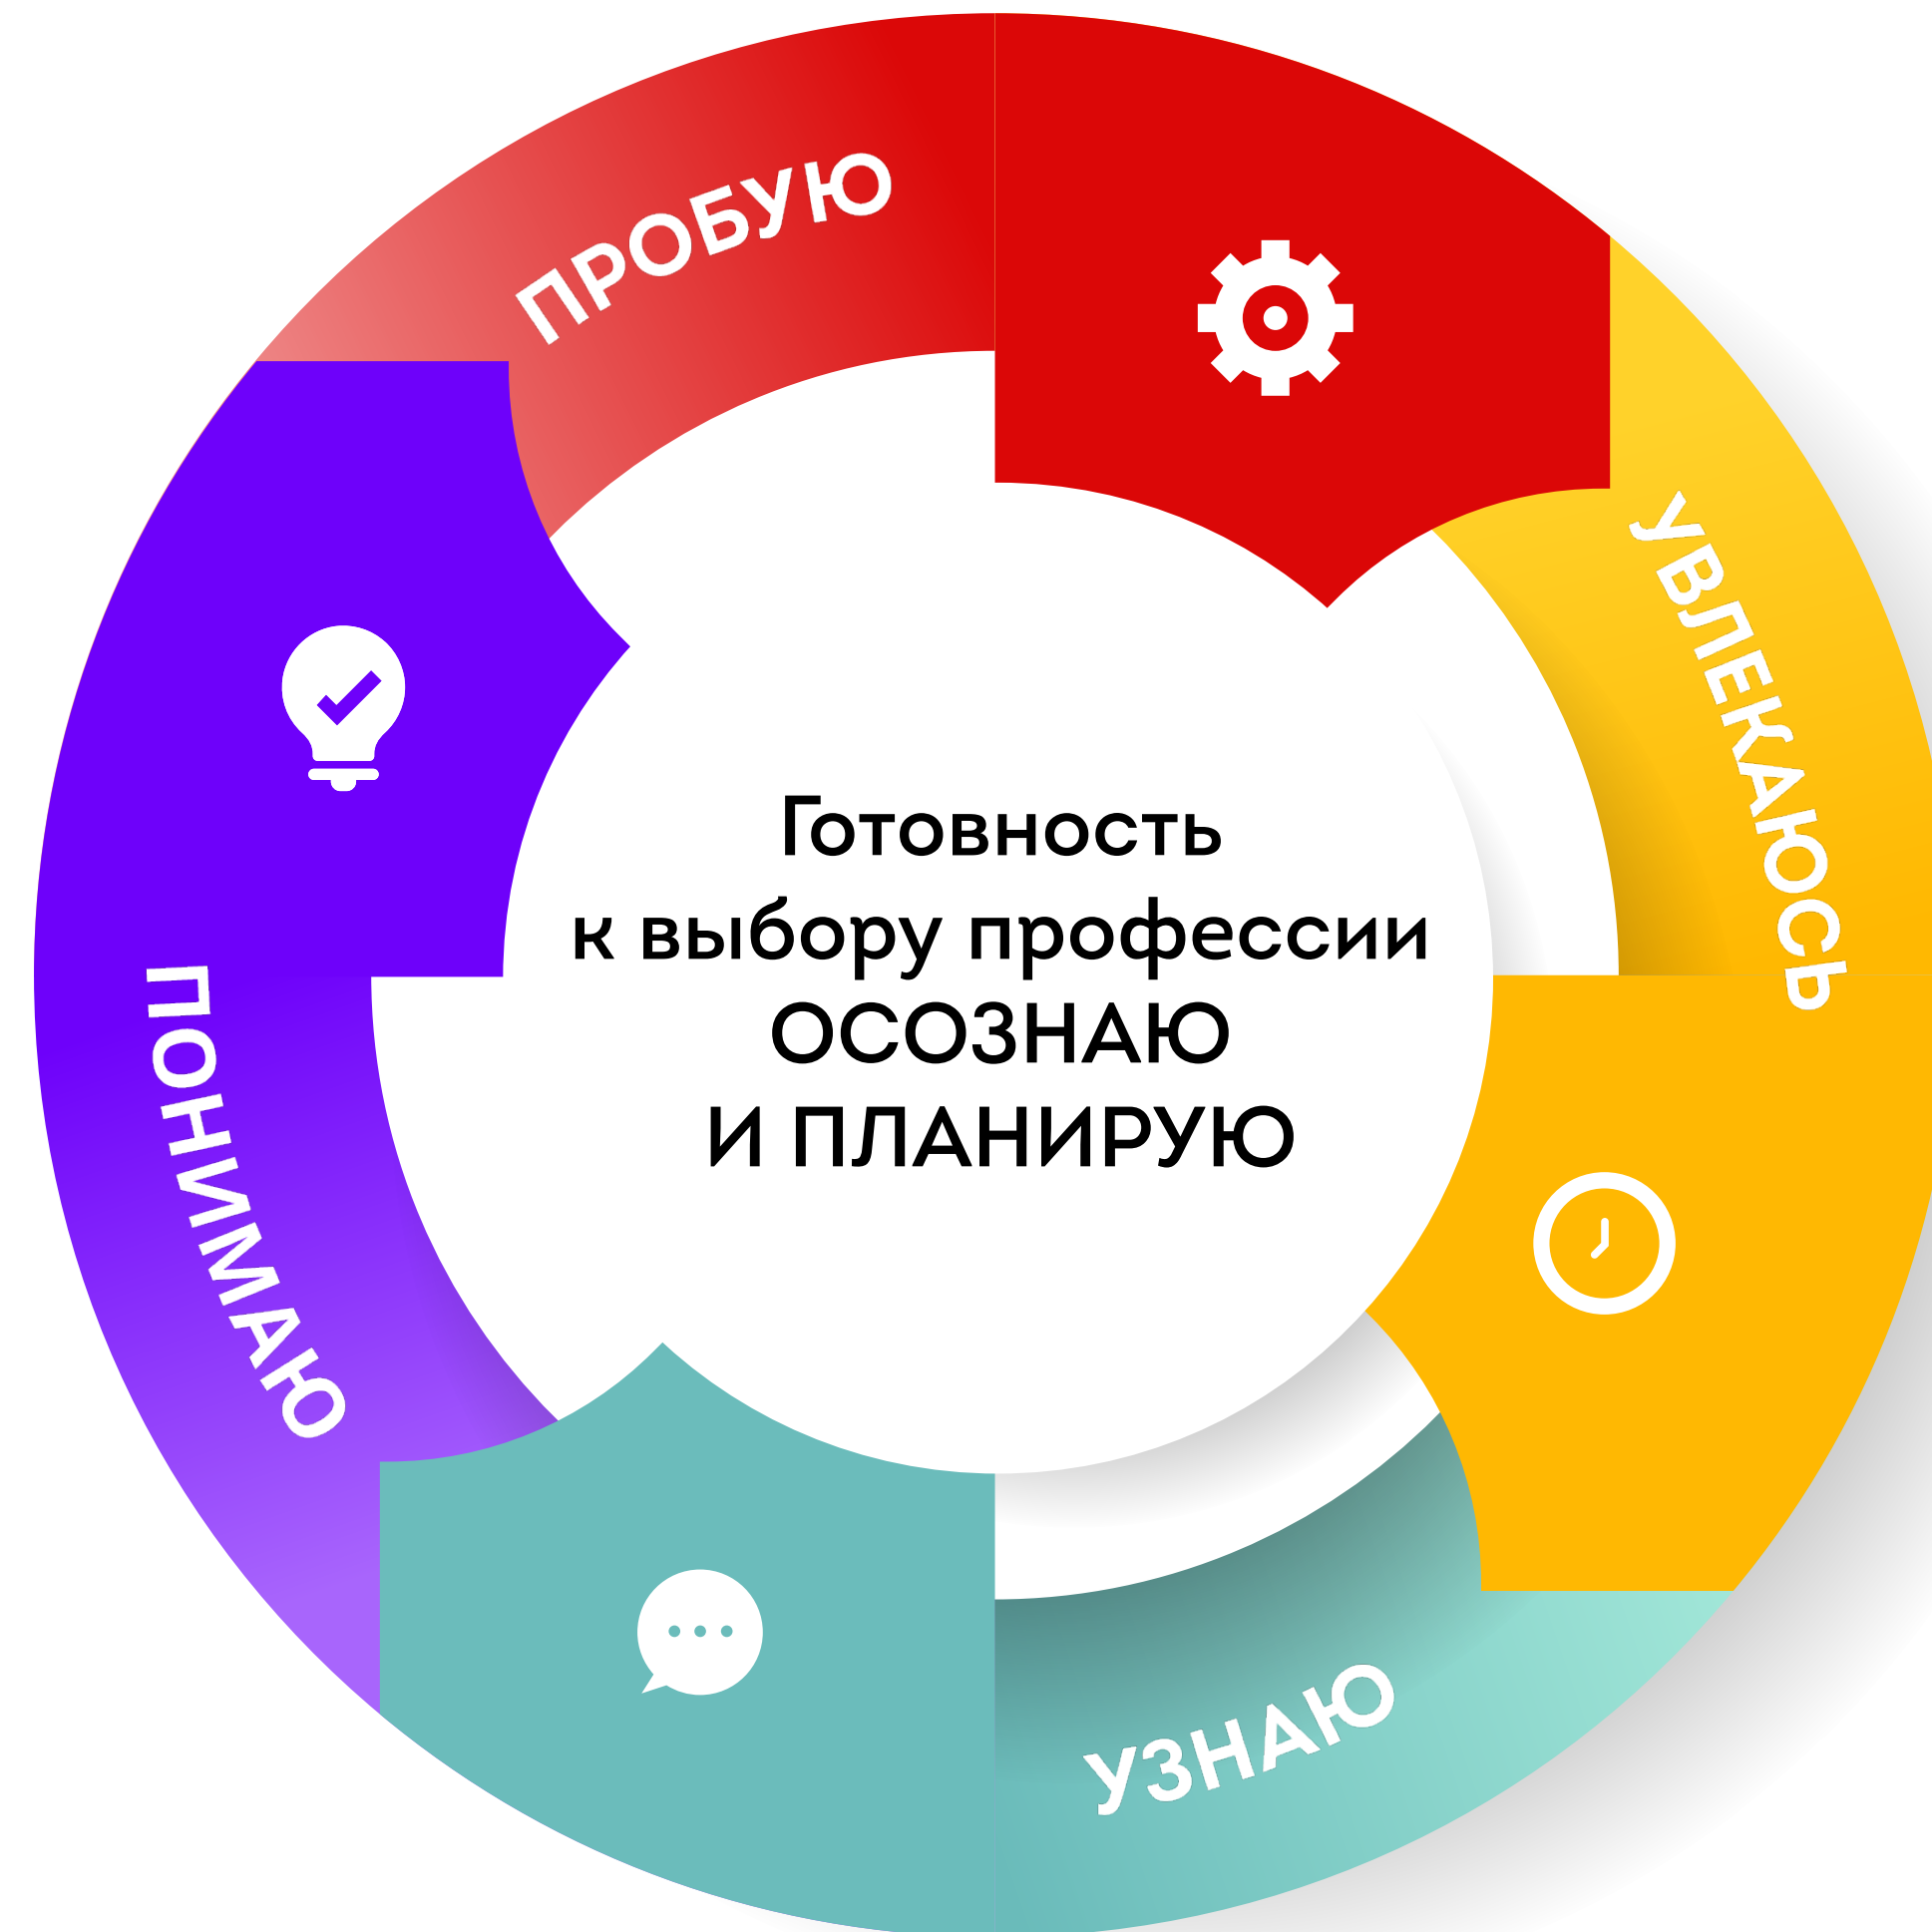 ПРОБУЮ
УВЛЕКАЮСЬ
Готовность
к выбору профессии
ОСОЗНАЮ
И ПЛАНИРУЮ
ПОНИМАЮ
УЗНАЮ